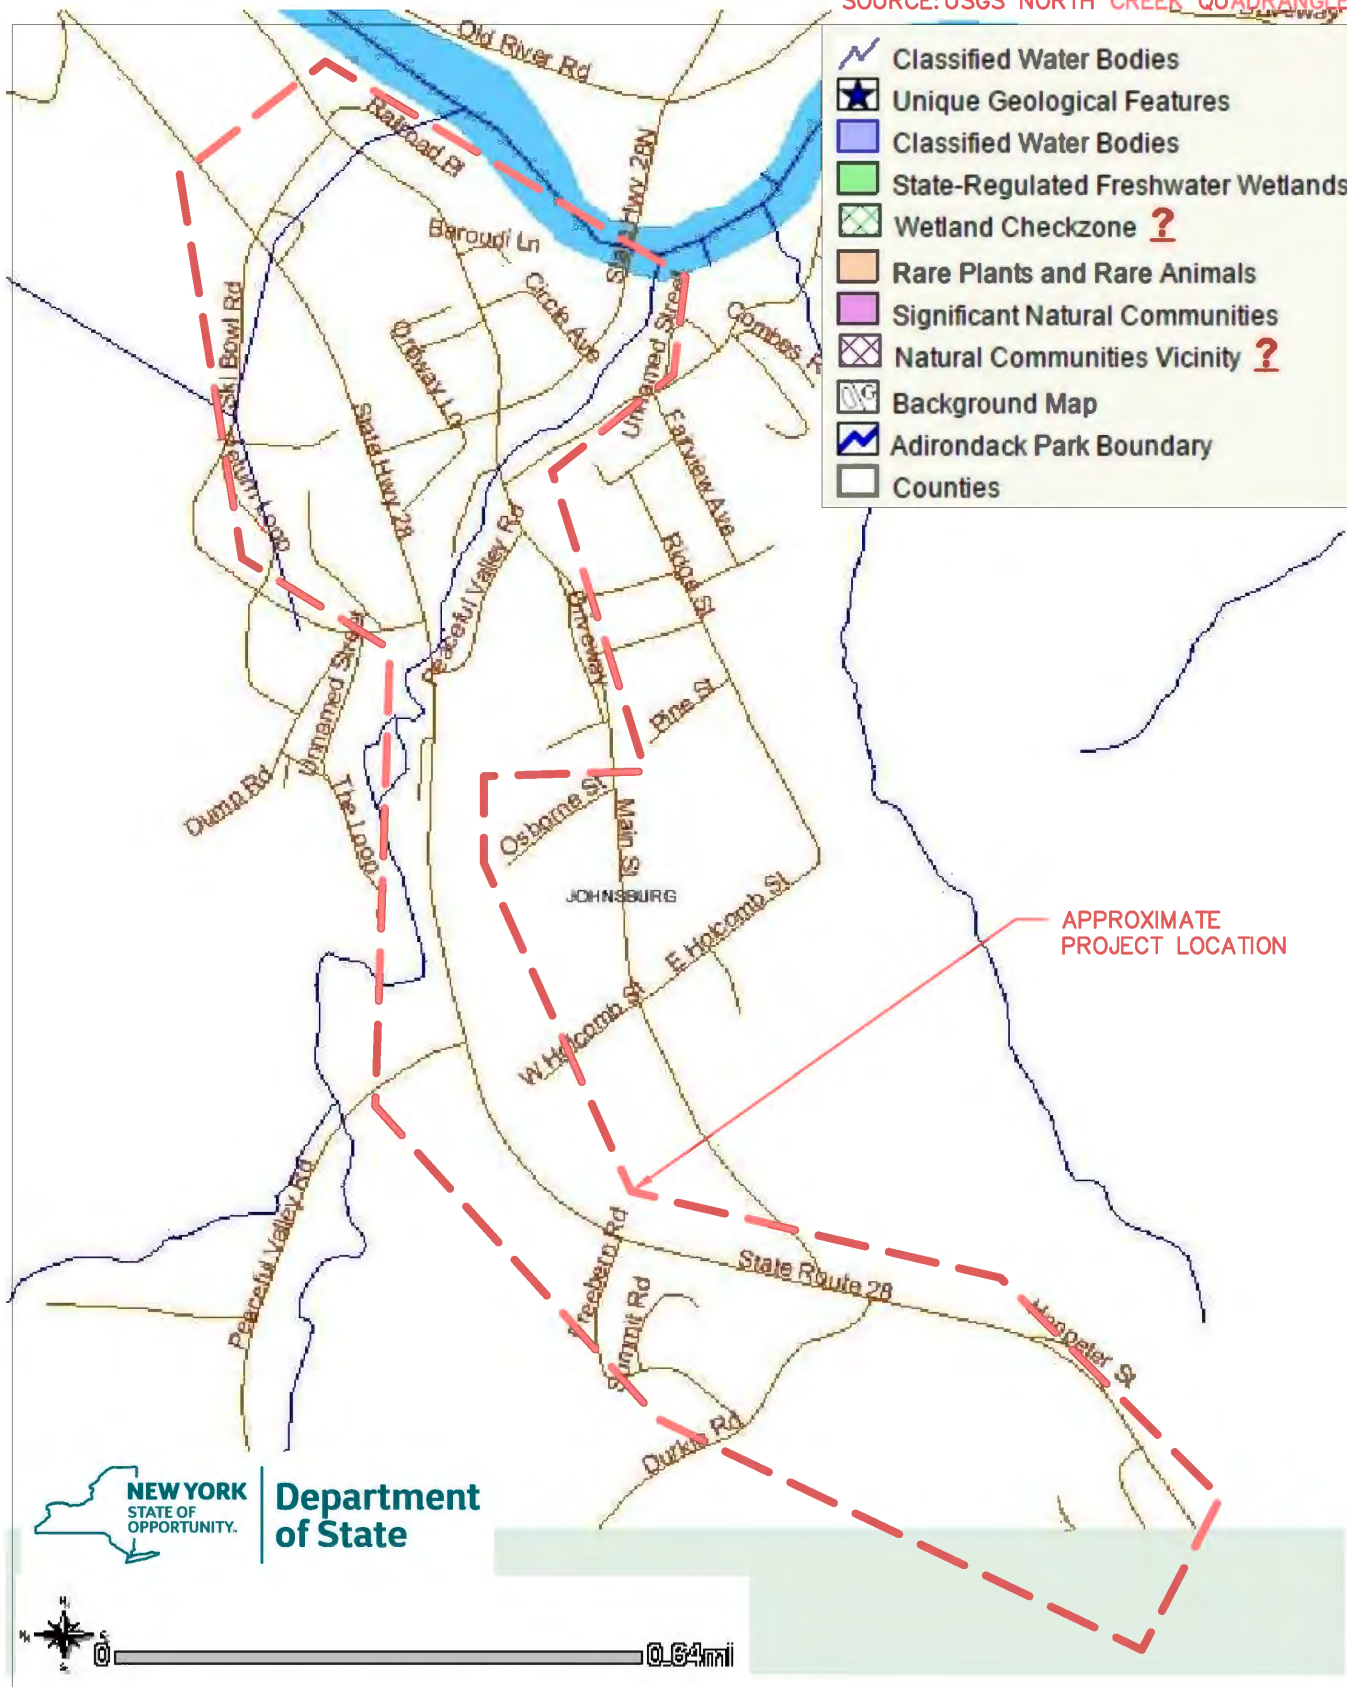 SOURCE: USGS NORTH CREEK QUADRANGLE
Classified Water Bodies
Unique Geological Features
Classified Water Bodies
State-Regulated Freshwater Wetlands
Wetland Checkzone ?
Rare Plants and Rare Animals
Significant Natural Communities
Natural Communities Vicinity ?
Background Map
Adirondack Park Boundary
Counties
Old River Rd
Railroad Pl
State Hwy 28N
Baroudi Ln
Circle Ave
Ordway Ln
Ski Bowl Rd
Unnamed Street
Combes
Fairview Ave
State Hwy 28
Loop
Peaceful Valley Rd
Ridge St
Driveway
Unnamed Street
Pine St
Durrin Rd
The Loop
Osborne St
Main St
JOHNSBURG
E Holcomb St
W Holcomb St
APPROXIMATE
PROJECT LOCATION
Peaceful Valley Rd
Rd
Summit Rd
State Route 28
St
Durkin Rd
NEW YORK
STATE OF
OPPORTUNITY.
Department
of State
N
S
0
0.64mi